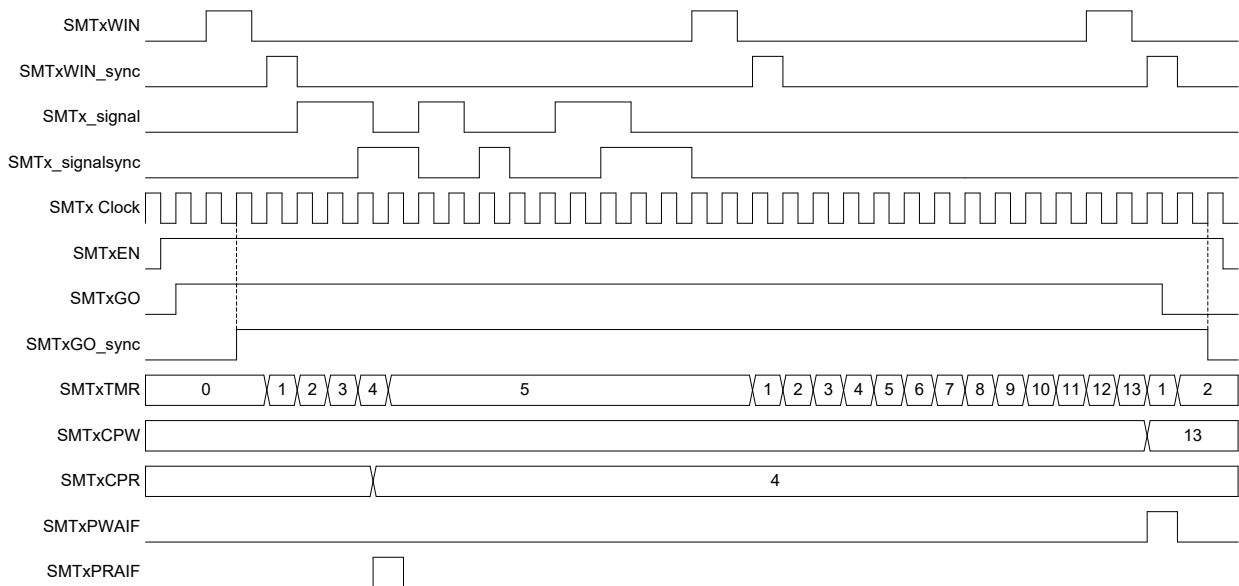 SMTxWIN
SMTxWIN_sync
SMTx_signal
SMTx_signalsync
SMTx Clock
SMTxEN
SMTxGO
SMTxGO_sync
SMTxTMR 0 1 2 3 4 5 1 2 3 4 5 6 7 8 9 10 11 12 13 1 2
SMTxCPW 13
SMTxCPR 4
SMTxPWAIF
SMTxPRAIF